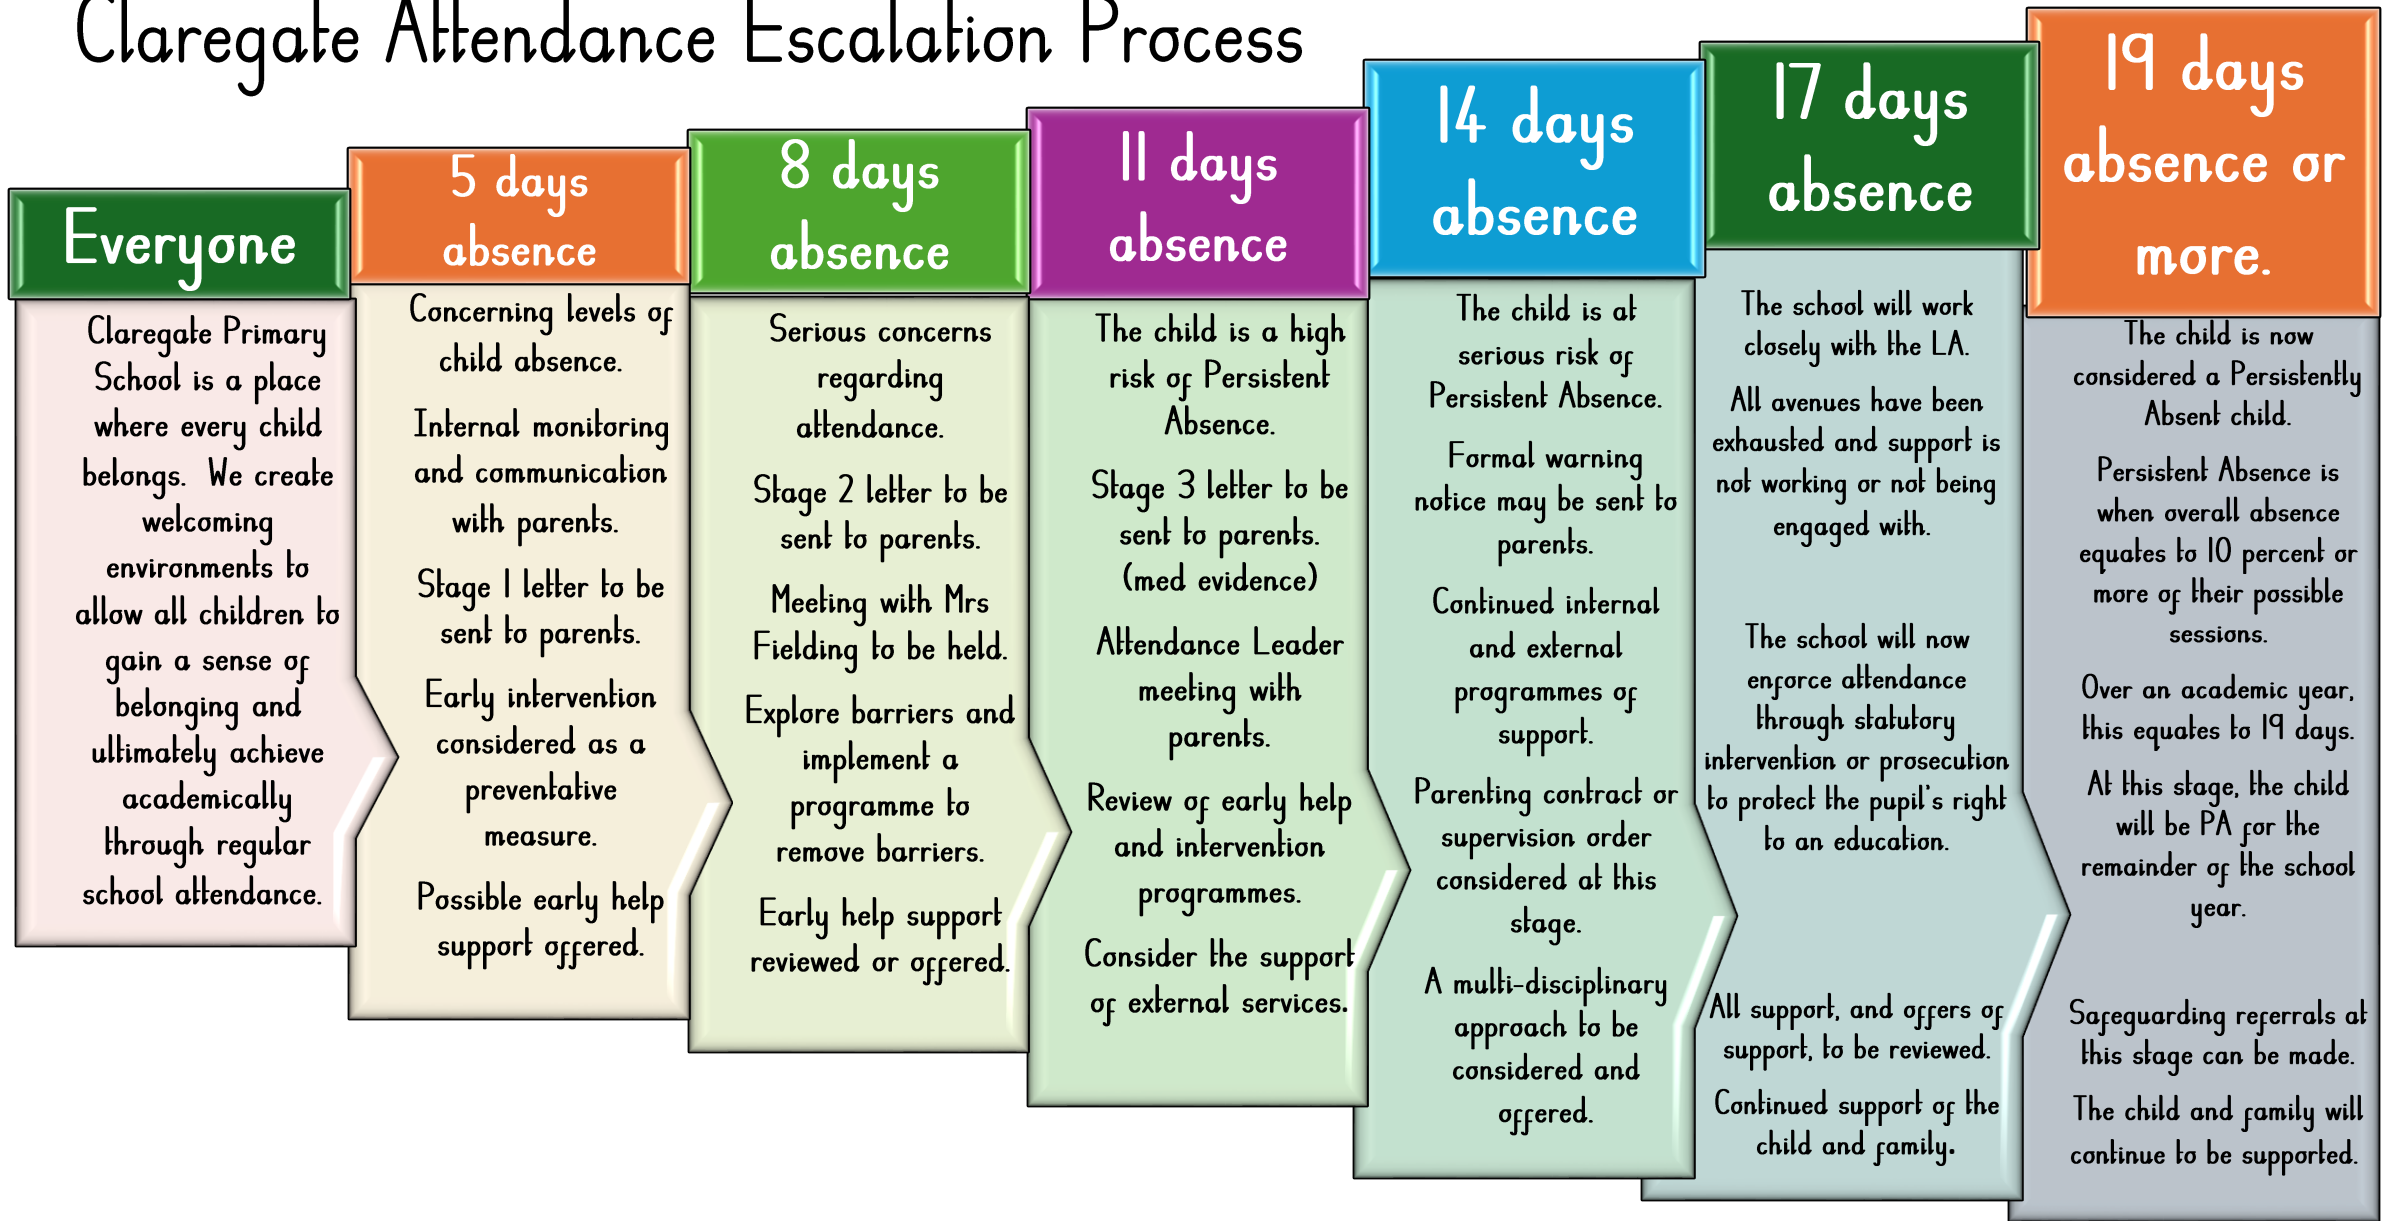 Claregate Attendance Escalation Process
Everyone
Claregate Primary
School is a place
where every child
belongs.  We create
welcoming
environments to
allow all children to
gain a sense of
belonging and
ultimately achieve
academically
through regular
school attendance.
5 days
absence
Concerning levels of
child absence.
Internal monitoring
and communication
with parents.
Stage 1 letter to be
sent to parents.
Early intervention
considered as a
preventative
measure.
Possible early help
support offered.
8 days
absence
Serious concerns
regarding
attendance.
Stage 2 letter to be
sent to parents.
Meeting with Mrs
Fielding to be held.
Explore barriers and
implement a
programme to
remove barriers.
Early help support
reviewed or offered.
11 days
absence
The child is a high
risk of Persistent
Absence.
Stage 3 letter to be
sent to parents.
(med evidence)
Attendance Leader
meeting with
parents.
Review of early help
and intervention
programmes.
Consider the support
of external services.
14 days
absence
The child is at
serious risk of
Persistent Absence.
Formal warning
notice may be sent to
parents.
Continued internal
and external
programmes of
support.
Parenting contract or
supervision order
considered at this
stage.
A multi-disciplinary
approach to be
considered and
offered.
17 days
absence
The school will work
closely with the LA.
All avenues have been
exhausted and support is
not working or not being
engaged with.
The school will now
enforce attendance
through statutory
intervention or prosecution
to protect the pupil's right
to an education.
All support, and offers of
support, to be reviewed.
Continued support of the
child and family.
19 days
absence or
more.
The child is now
considered a Persistently
Absent child.
Persistent Absence is
when overall absence
equates to 10 percent or
more of their possible
sessions.
Over an academic year,
this equates to 19 days.
At this stage, the child
will be PA for the
remainder of the school
year.
Safeguarding referrals at
this stage can be made.
The child and family will
continue to be supported.